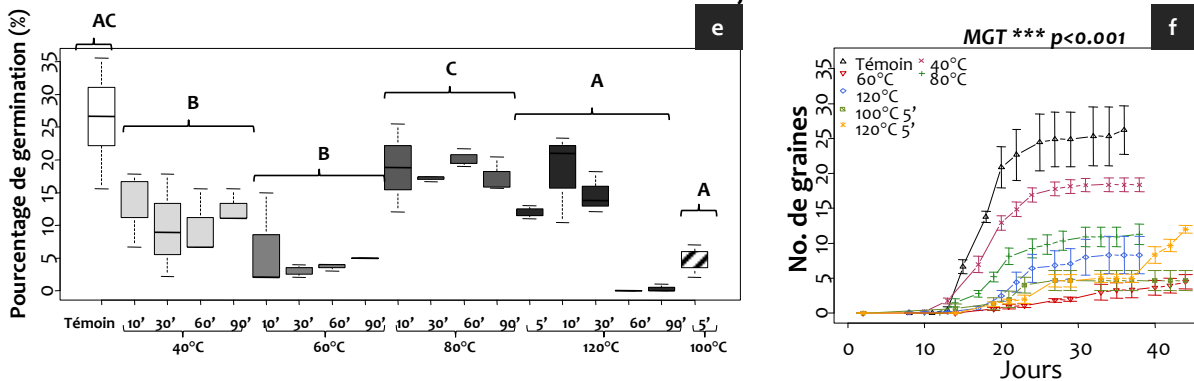 e
Pourcentage de germination (%)
0 5 10 15 20 25 30 35
AC
B
B
C
A
A
Témoin 10’ 30’ 60’ 99’ 10’ 30’ 60’ 90’ 10’ 30’ 60’ 90’ 5’ 10’ 30’ 60’ 99’ 5’
40°C 60°C 80°C 120°C 100°C
f
MGT *** p<0.001
No. de graines
0 5 10 15 20 25 30 35
Témoin 40°C
60°C 80°C
120°C
100°C 5’
120°C 5’
0 10 20 30 40
Jours